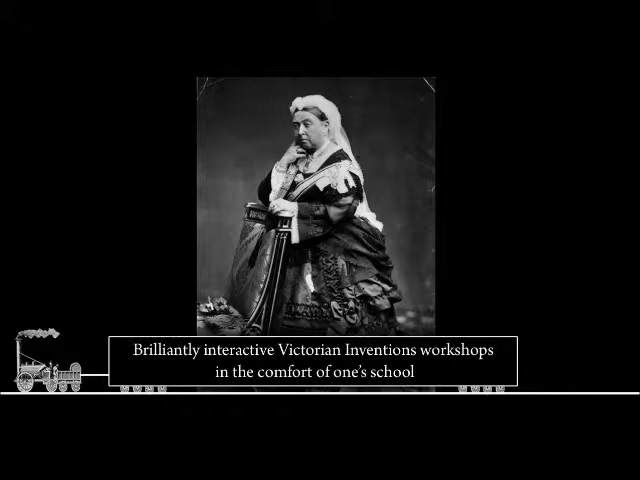 Brilliantly interactive Victorian Inventions workshops
in the comfort of one's school